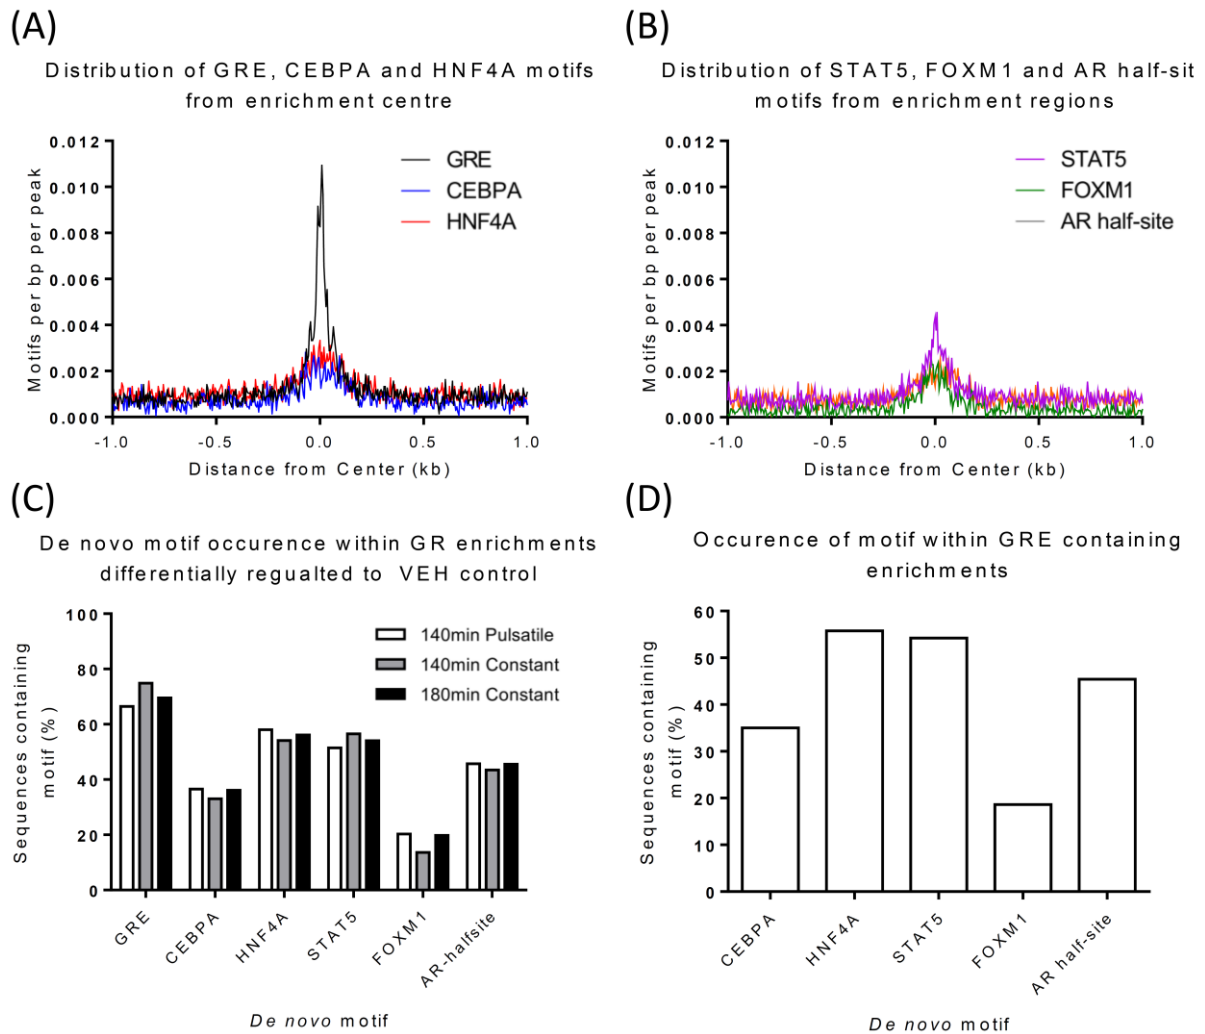 (A)
Distribution of GRE, CEBPA and HNF4A motifs
from enrichment centre
Motifs per bp per peak
0.012
0.010
0.008
0.006
0.004
0.002
0.000
GRE
CEBPA
HNF4A
-1.0
-0.5
0.0
0.5
1.0
Distance from Center (kb)
(B)
Distribution of STAT5, FOXM1 and AR half-sit
motifs from enrichment regions
Motifs per bp per peak
0.012
0.010
0.008
0.006
0.004
0.002
0.000
STAT5
FOXM1
AR half-site
-1.0
-0.5
0.0
0.5
1.0
Distance from Center (kb)
(C)
De novo motif occurence within GR enrichments
differentially regualted to VEH control
Sequences containing
motif (%)
100
80
60
40
20
0
140min Pulsatile
140min Constant
180min Constant
GRE
CEBPA
HNF4A
STAT5
FOXM1
AR-halfsite
De novo motif
(D)
Occurence of motif within GRE containing
enrichments
Sequences containing
motif (%)
60
50
40
30
20
10
0
CEBPA
HNF4A
STAT5
FOXM1
AR half-site
De novo motif